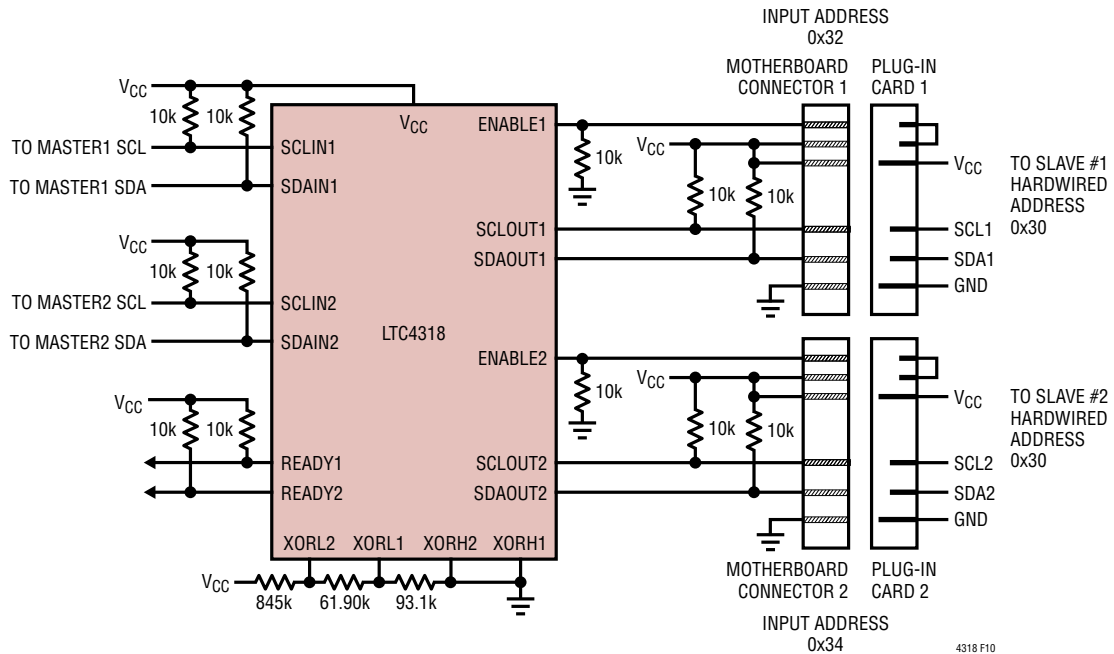 INPUT ADDRESS
0x32
MOTHERBOARD
CONNECTOR 1
PLUG-IN
CARD 1
VCC
10k
10k
TO MASTER1 SCL
TO MASTER1 SDA
VCC
10k
10k
TO MASTER2 SCL
TO MASTER2 SDA
VCC
10k
10k
VCC
SCLIN1
SDAIN1
SCLIN2
SDAIN2
READY1
READY2
LTC4318
ENABLE1
SCLOUT1
SDAOUT1
ENABLE2
SCLOUT2
SDAOUT2
XORL2
XORL1
XORH2
XORH1
VCC
845k
61.90k
93.1k
10k
VCC
10k
10k
VCC
SCL1
SDA1
GND
TO SLAVE #1
HARDWIRED
ADDRESS
0x30
10k
VCC
10k
10k
VCC
SCL2
SDA2
GND
TO SLAVE #2
HARDWIRED
ADDRESS
0x30
MOTHERBOARD
CONNECTOR 2
PLUG-IN
CARD 2
INPUT ADDRESS
0x34
4318 F10